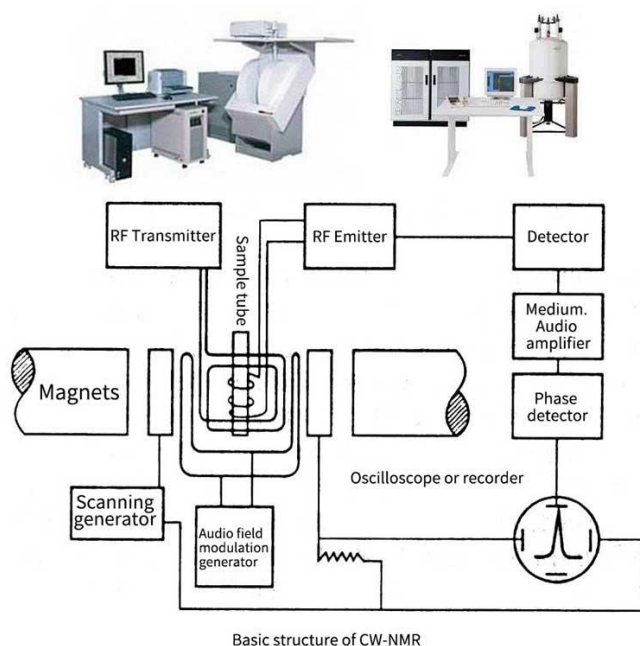 RF Transmitter
Sample tube
RF Emitter
Detector
Medium.
Audio
amplifier
Magnets
Phase
detector
Scanning
generator
Audio field
modulation
generator
Oscilloscope or recorder
Basic structure of CW-NMR